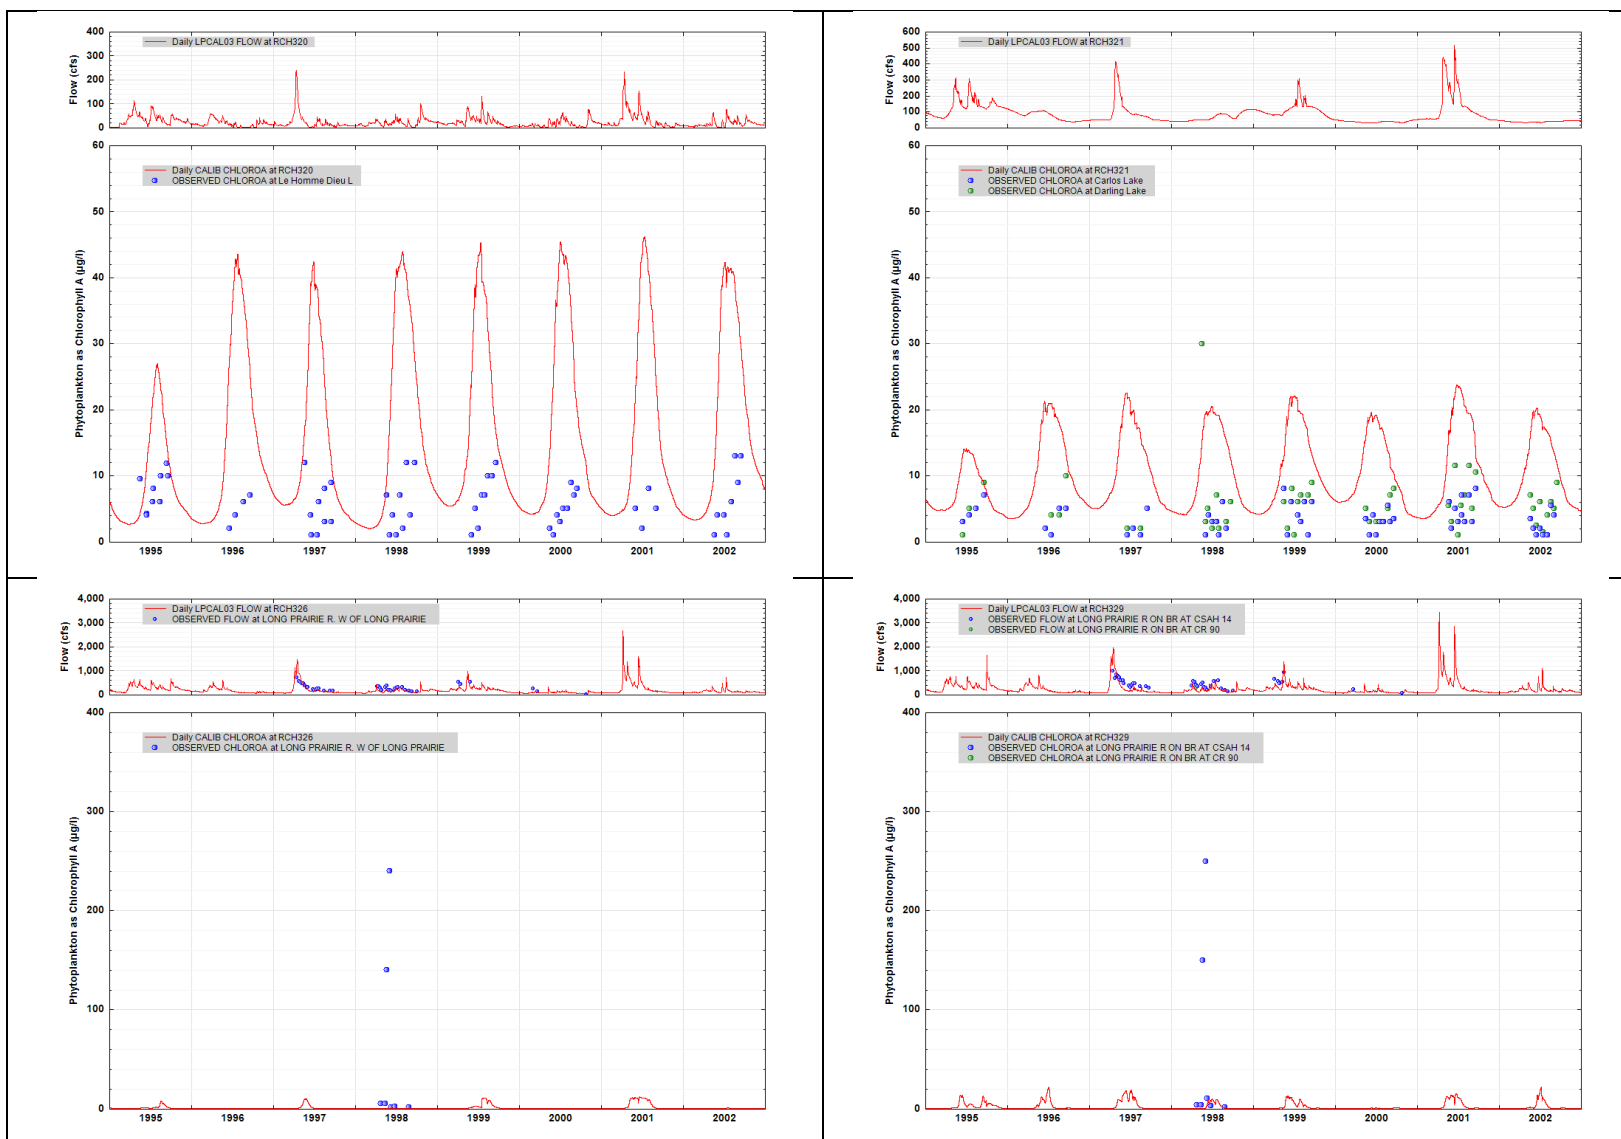 Flow (cfs)
400
300
200
100
0
Daily LPCAL03 FLOW at RCH320
Phytoplankton as Chlorophyll A (µg/l)
60
50
40
30
20
10
0
Daily CALIB CHLOROA at RCH320
OBSERVED CHLOROA at Le Homme Dieu L
1995 1996 1997 1998 1999 2000 2001 2002
Flow (cfs)
600
500
400
300
200
100
0
Daily LPCAL03 FLOW at RCH321
Phytoplankton as Chlorophyll A (µg/l)
60
50
40
30
20
10
0
Daily CALIB CHLOROA at RCH321
OBSERVED CHLOROA at Carlos Lake
OBSERVED CHLOROA at Darling Lake
1995 1996 1997 1998 1999 2000 2001 2002
Flow (cfs)
4,000
3,000
2,000
1,000
0
Daily LPCAL03 FLOW at RCH326
OBSERVED FLOW at LONG PRAIRIE R. W OF LONG PRAIRIE
Phytoplankton as Chlorophyll A (µg/l)
400
300
200
100
0
Daily CALIB CHLOROA at RCH326
OBSERVED CHLOROA at LONG PRAIRIE R. W OF LONG PRAIRIE
1995 1996 1997 1998 1999 2000 2001 2002
Flow (cfs)
4,000
3,000
2,000
1,000
0
Daily LPCAL03 FLOW at RCH329
OBSERVED FLOW at LONG PRAIRIE R ON BR AT CSAH 14
OBSERVED FLOW at LONG PRAIRIE R ON BR AT CR 90
Phytoplankton as Chlorophyll A (µg/l)
400
300
200
100
0
Daily CALIB CHLOROA at RCH329
OBSERVED CHLOROA at LONG PRAIRIE R ON BR AT CSAH 14
OBSERVED CHLOROA at LONG PRAIRIE R ON BR AT CR 90
1995 1996 1997 1998 1999 2000 2001 2002